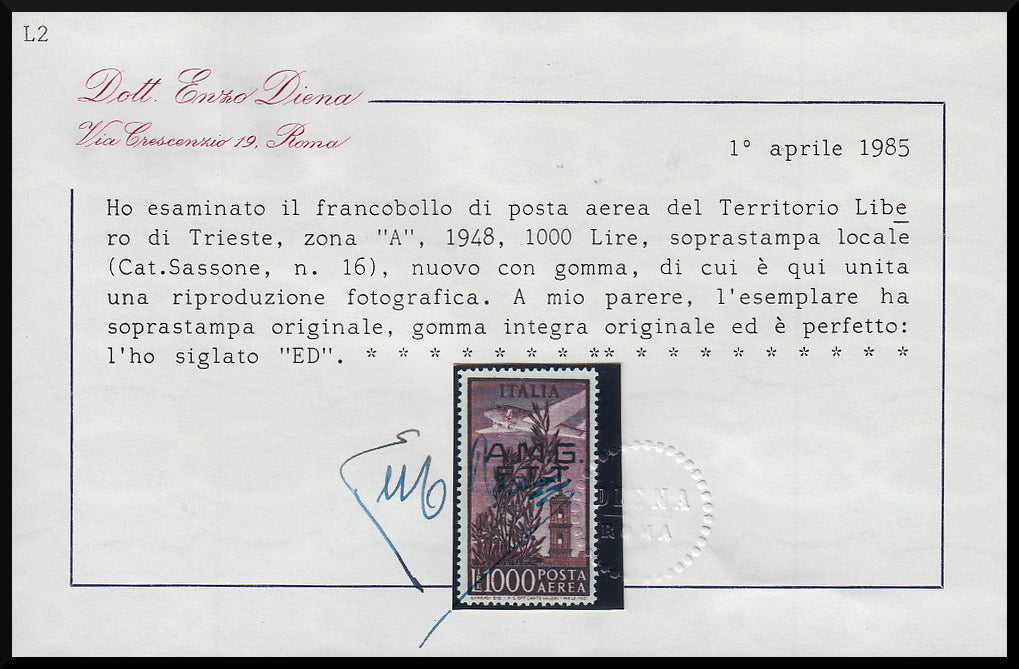 L2
Dott. Enzo Diena
Via Crescenzio 19, Roma
1° aprile 1985
Ho esaminato il francobollo di posta aerea del Territorio Libe
ro di Trieste, zona "A", 1948, 1000 Lire, soprastampa locale
(Cat.Sassone, n. 16), nuovo con gomma, di cui è qui unita
una riproduzione fotografica. A mio parere, l'esemplare ha
soprastampa originale, gomma integra originale ed è perfetto:
l'ho siglato "ED". * * * * * * * ** * * * * * * * * * *
ITALIA
A.M.G.
F.T.T.
LIRE 1000 POSTA
AEREA
DIENA
ROMA